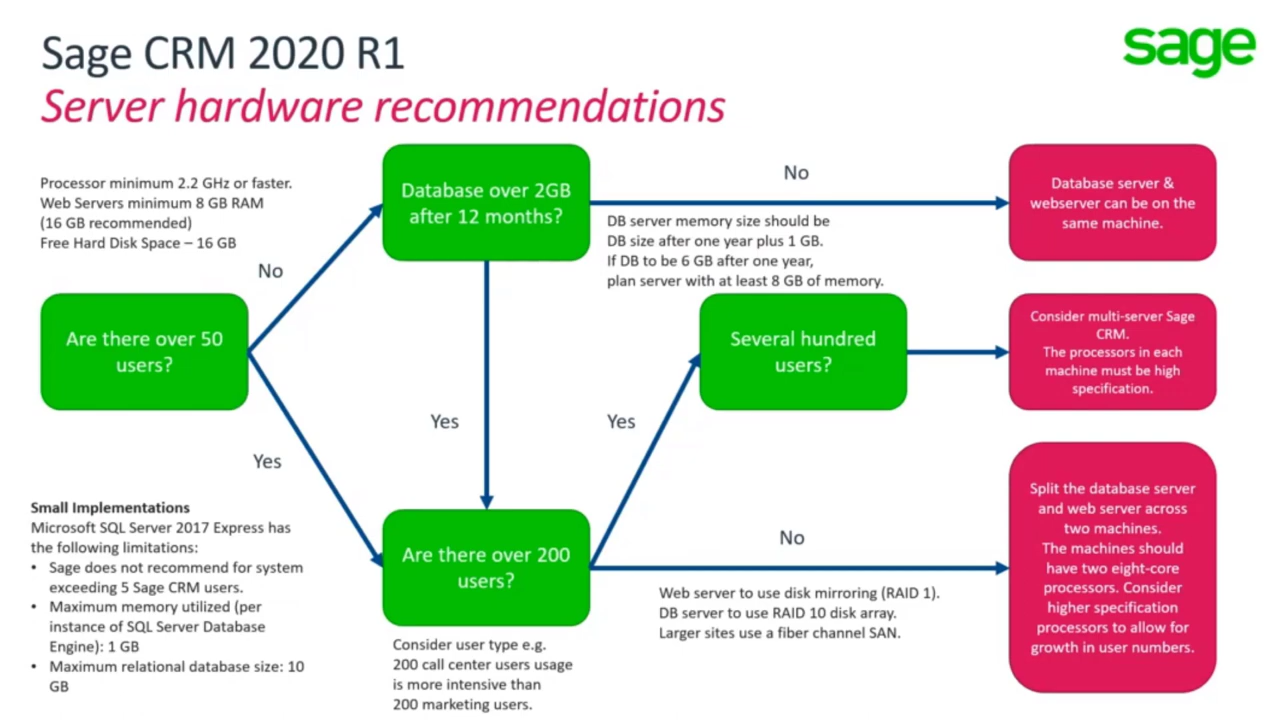 Sage CRM 2020 R1
sage
Server hardware recommendations
Processor minimum 2.2 GHz or faster.
Web Servers minimum 8 GB RAM
(16 GB recommended)
Free Hard Disk Space – 16 GB
Database over 2GB
after 12 months?
No
DB server memory size should be
DB size after one year plus 1 GB.
If DB to be 6 GB after one year,
plan server with at least 8 GB of memory.
Database server &
webserver can be on the
same machine.
No
Are there over 50
users?
Several hundred
users?
Consider multi-server Sage
CRM.
The processors in each
machine must be high
specification.
Yes
Yes
Yes
Small Implementations
Microsoft SQL Server 2017 Express has
the following limitations:
• Sage does not recommend for system
exceeding 5 Sage CRM users.
• Maximum memory utilized (per
instance of SQL Server Database
Engine): 1 GB
• Maximum relational database size: 10
GB
Are there over 200
users?
Consider user type e.g.
200 call center users usage
is more intensive than
200 marketing users.
No
Web server to use disk mirroring (RAID 1).
DB server to use RAID 10 disk array.
Larger sites use a fiber channel SAN.
Split the database server
and web server across
two machines.
The machines should
have two eight-core
processors. Consider
higher specification
processors to allow for
growth in user numbers.